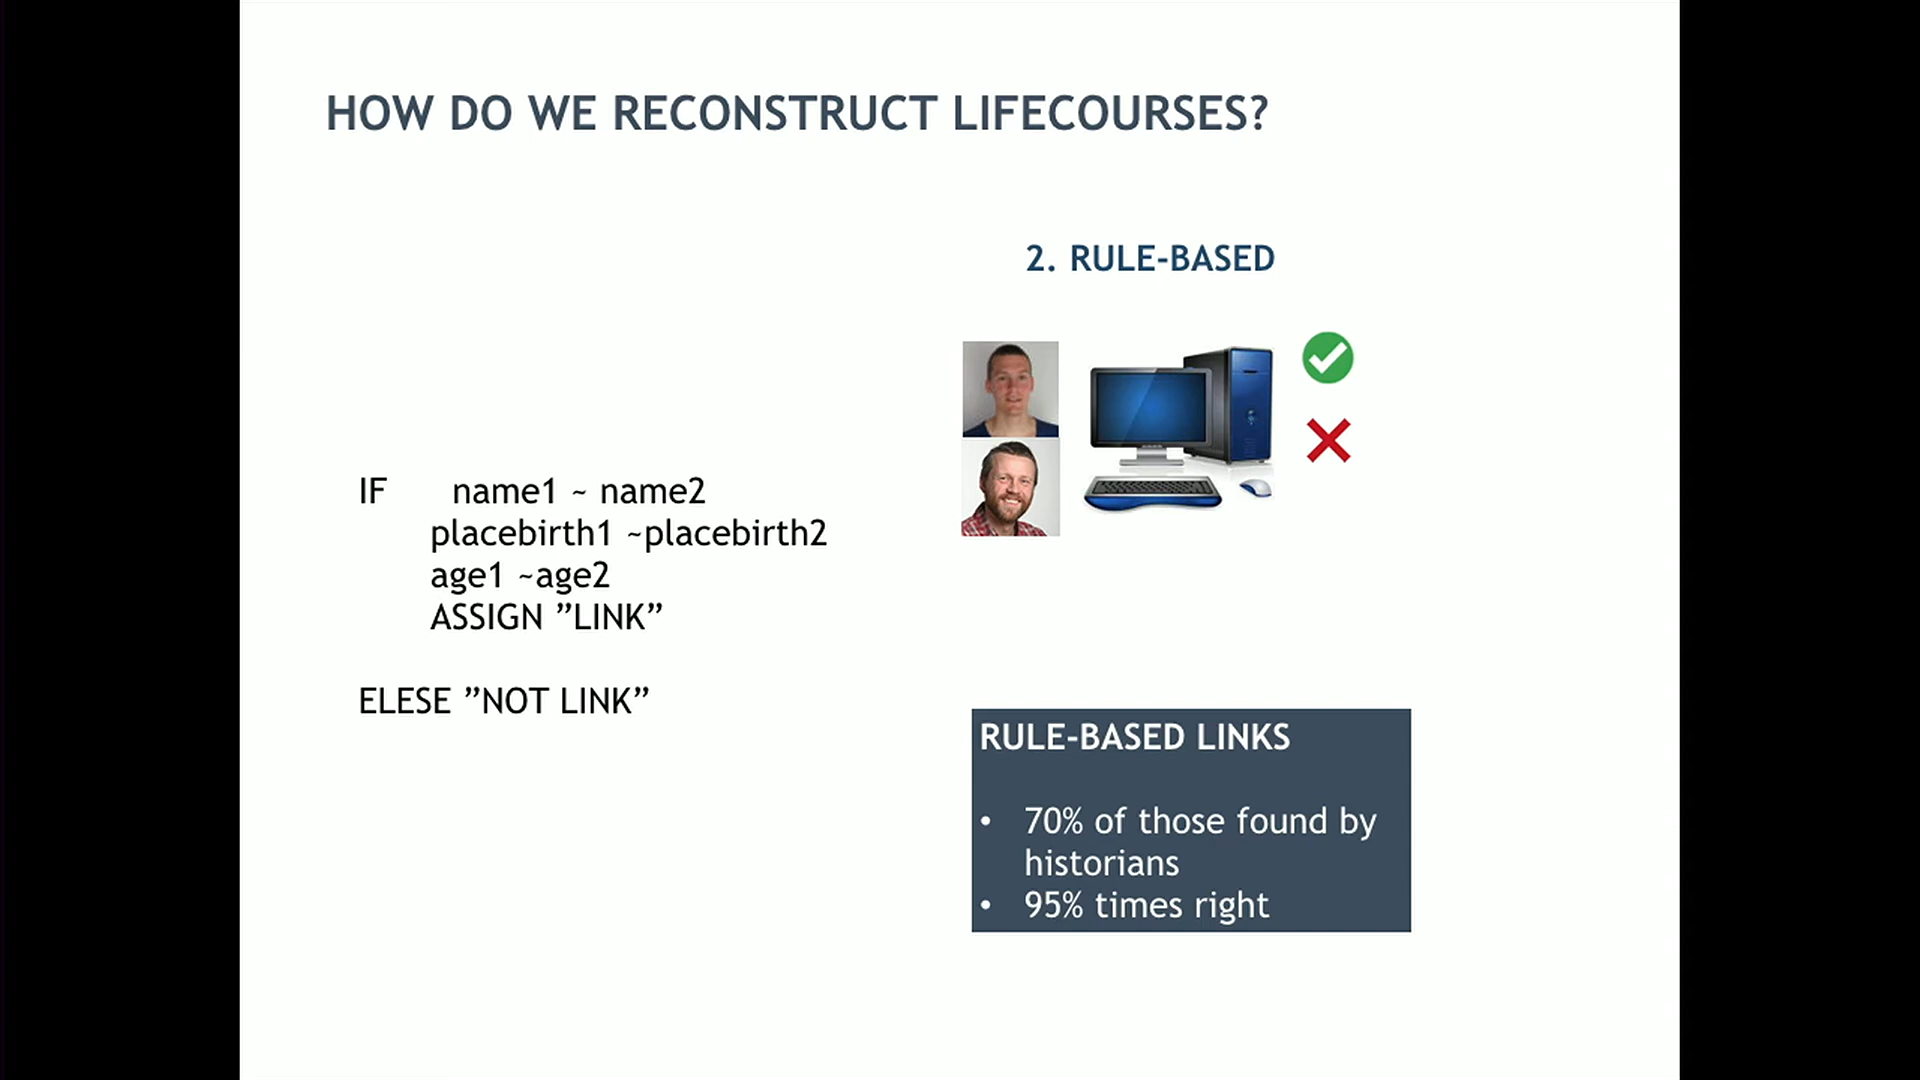 HOW DO WE RECONSTRUCT LIFECOURSES?
2. RULE-BASED
IF name1 ~ name2
placebirth1 ~placebirth2
age1 ~age2
ASSIGN ”LINK”
ELESE ”NOT LINK”
RULE-BASED LINKS
• 70% of those found by
historians
• 95% times right